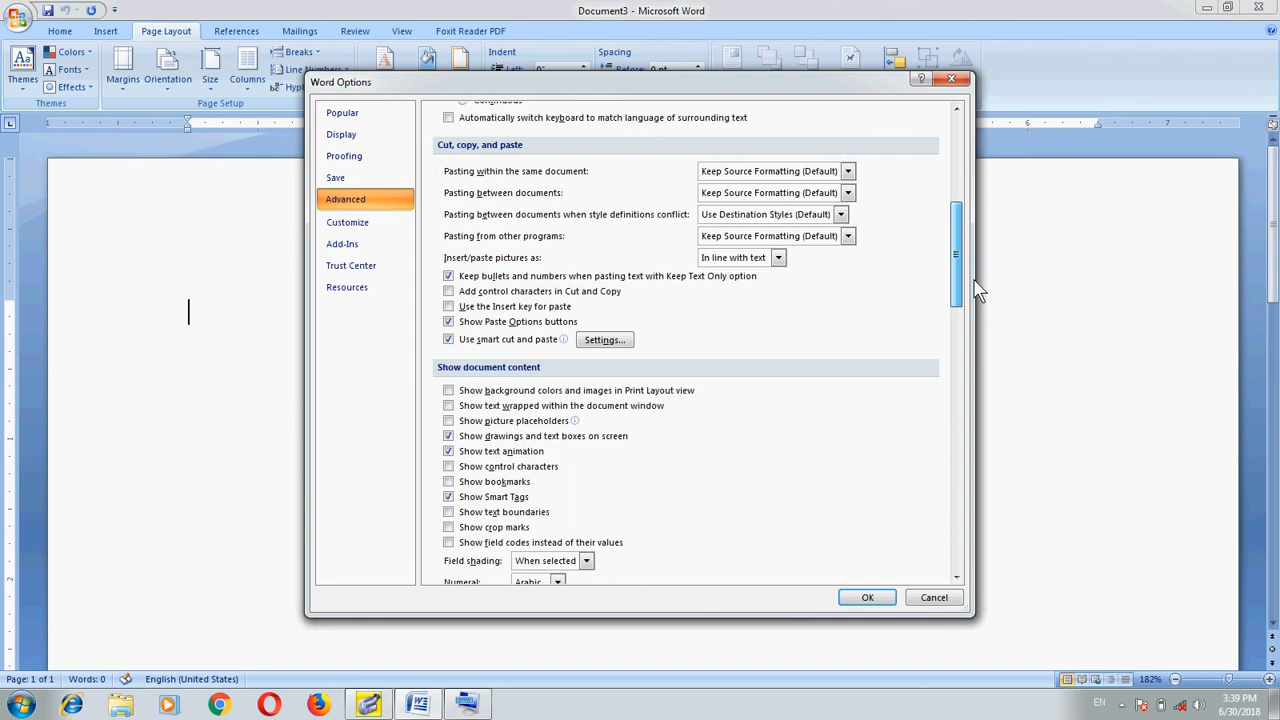 Document3 - Microsoft Word
Home Insert Page Layout References Mailings Review View Foxit Reader PDF
Themes Colors Fonts Effects Margins Orientation Size Columns Breaks Line Numbers Indent Spacing
Themes Page Setup
Word Options
Popular
Display
Proofing
Save
Advanced
Customize
Add-Ins
Trust Center
Resources
Automatically switch keyboard to match language of surrounding text
Cut, copy, and paste
Pasting within the same document: Keep Source Formatting (Default)
Pasting between documents: Keep Source Formatting (Default)
Pasting between documents when style definitions conflict: Use Destination Styles (Default)
Pasting from other programs: Keep Source Formatting (Default)
Insert/paste pictures as: In line with text
Keep bullets and numbers when pasting text with Keep Text Only option
Add control characters in Cut and Copy
Use the Insert key for paste
Show Paste Options buttons
Use smart cut and paste Settings...
Show document content
Show background colors and images in Print Layout view
Show text wrapped within the document window
Show picture placeholders
Show drawings and text boxes on screen
Show text animation
Show control characters
Show bookmarks
Show Smart Tags
Show text boundaries
Show crop marks
Show field codes instead of their values
Field shading: When selected
Numeral: Arabic
OK Cancel
Page: 1 of 1 Words: 0 English (United States) 182%
EN 3:39 PM
6/30/2018